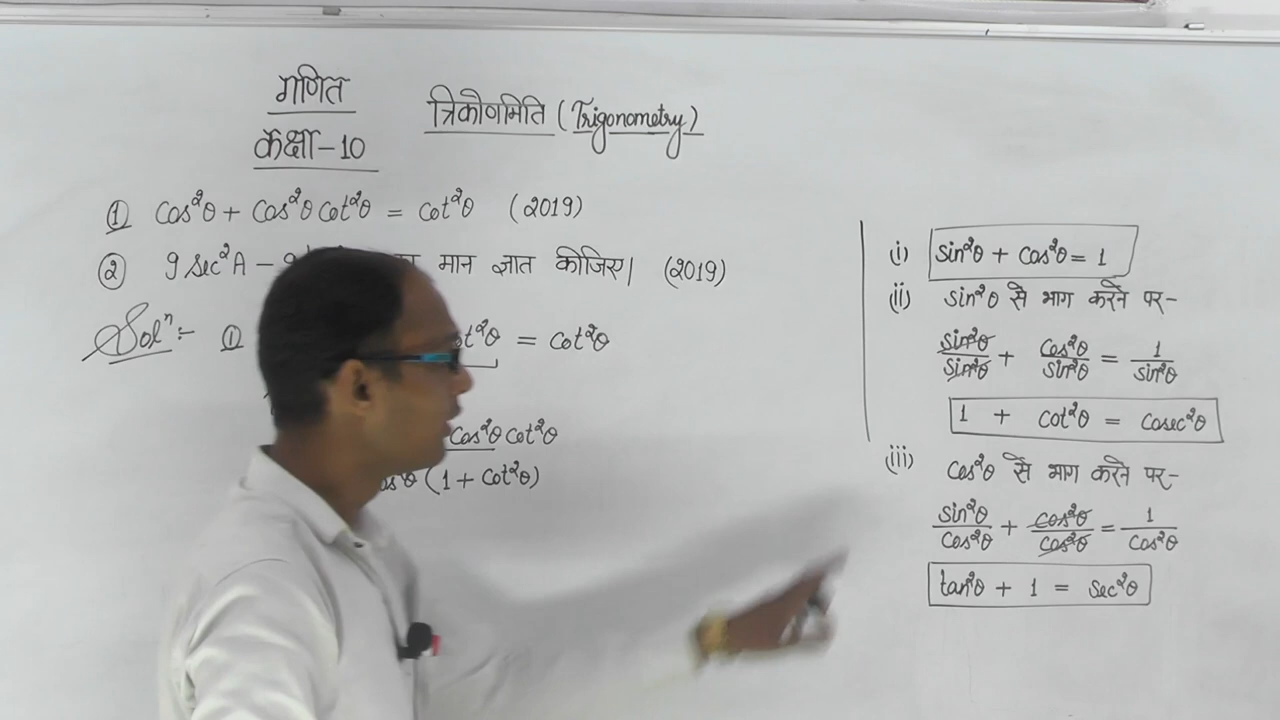 गणित
कक्षा-10
त्रिकोणमिति (Trigonometry)
① cos²θ + cos²θ cot²θ = cot²θ (2019)
② 9 sec²A - 9 मान ज्ञात कीजिए। (2019)
Solⁿ:- ① cot²θ = cot²θ
cos²θ cot²θ
cos²θ (1 + cot²θ)
(i) sin²θ + cos²θ = 1
(ii) sin²θ से भाग करने पर-
sin²θ/sin²θ + cos²θ/sin²θ = 1/sin²θ
1 + cot²θ = cosec²θ
(iii) cos²θ से भाग करने पर-
sin²θ/cos²θ + cos²θ/cos²θ = 1/cos²θ
tan²θ + 1 = sec²θ